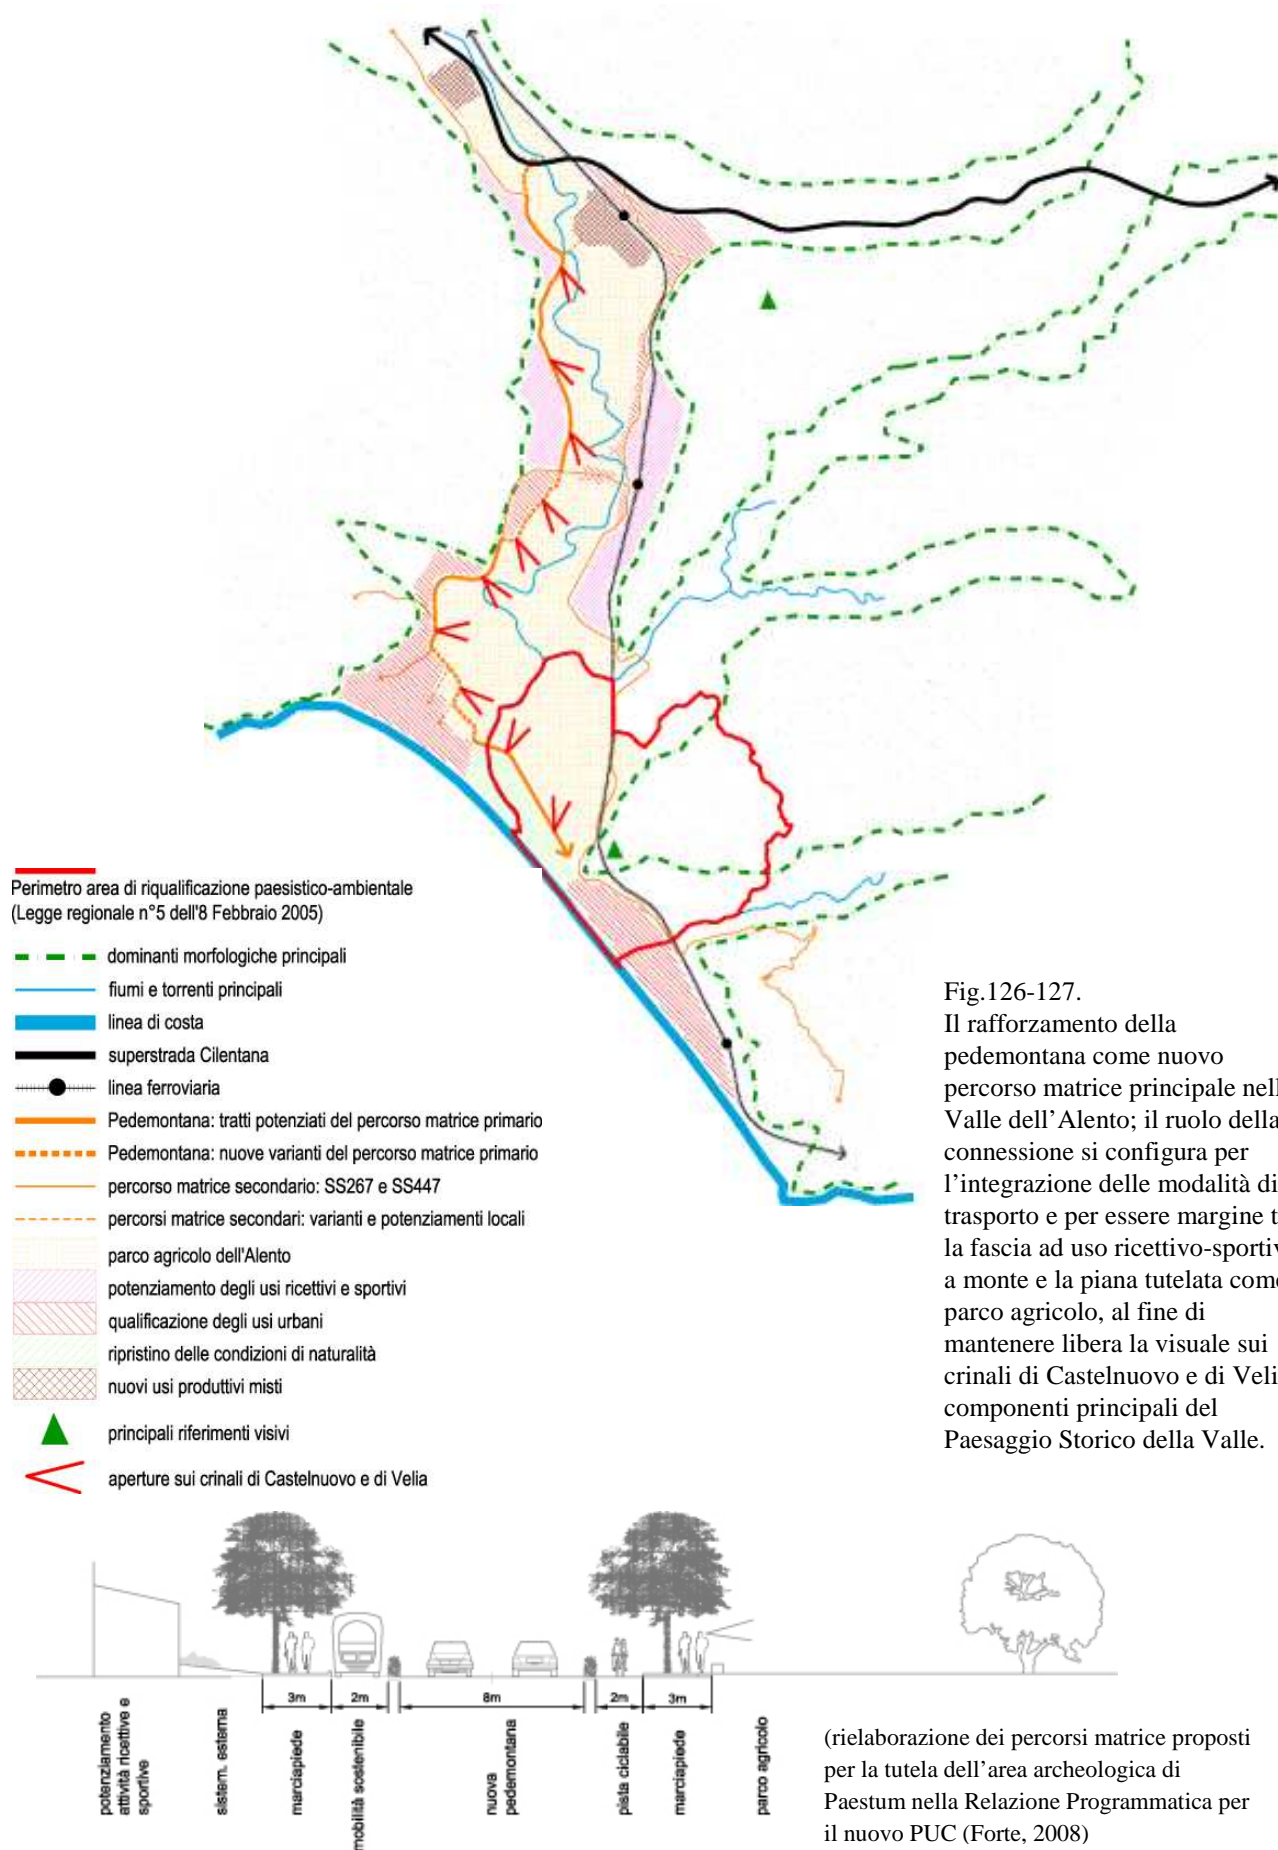 Perimetro area di riqualificazione paesistico-ambientale
(Legge regionale n°5 dell'8 Febbraio 2005)
dominanti morfologiche principali
fiumi e torrenti principali
linea di costa
superstrada Cilentana
linea ferroviaria
Pedemontana: tratti potenziati del percorso matrice primario
Pedemontana: nuove varianti del percorso matrice primario
percorso matrice secondario: SS267 e SS447
percorsi matrice secondari: varianti e potenziamenti locali
parco agricolo dell'Alento
potenziamento degli usi ricettivi e sportivi
qualificazione degli usi urbani
ripristino delle condizioni di naturalità
nuovi usi produttivi misti
principali riferimenti visivi
aperture sui crinali di Castelnuovo e di Velia
Fig.126-127.
Il rafforzamento della
pedemontana come nuovo
percorso matrice principale nell
Valle dell'Alento; il ruolo della
connessione si configura per
l'integrazione delle modalità di
trasporto e per essere margine t
la fascia ad uso ricettivo-sportiv
a monte e la piana tutelata come
parco agricolo, al fine di
mantenere libera la visuale sui
crinali di Castelnuovo e di Veli
componenti principali del
Paesaggio Storico della Valle.
3m
2m
8m
2m
3m
potenziamento
attività ricettive e
sportive
sistem. esterna
marciapiede
mobilità sostenibile
nuova
pedemontana
pista ciclabile
marciapiede
parco agricolo
(rielaborazione dei percorsi matrice proposti
per la tutela dell'area archeologica di
Paestum nella Relazione Programmatica per
il nuovo PUC (Forte, 2008)